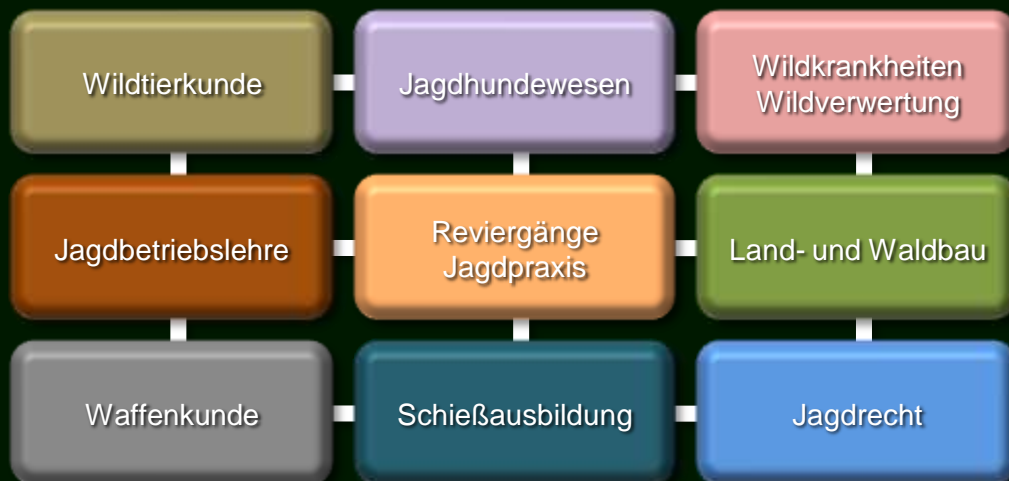 Wildtierkunde
Jagdhundewesen
Wildkrankheiten
Wildverwertung
Jagdbetriebslehre
Reviergänge
Jagdpraxis
Land- und Waldbau
Waffenkunde
Schießausbildung
Jagdrecht